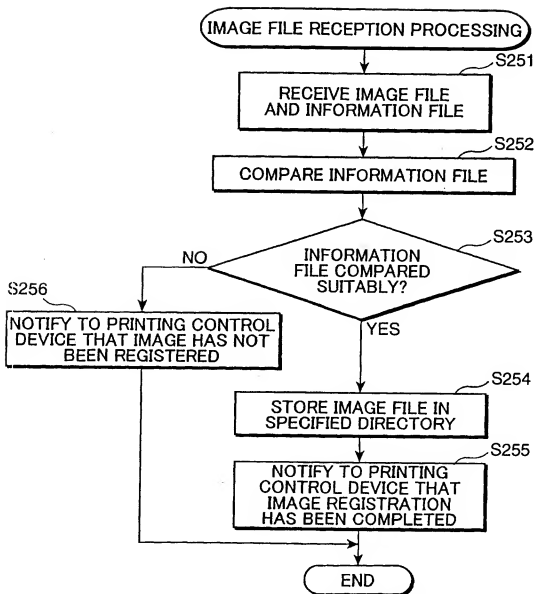 IMAGE FILE RECEPTION PROCESSING
S251
RECEIVE IMAGE FILE
AND INFORMATION FILE
S252
COMPARE INFORMATION FILE
S253
INFORMATION
FILE COMPARED
SUITABLY?
NO
YES
S256
NOTIFY TO PRINTING CONTROL
DEVICE THAT IMAGE HAS NOT
BEEN REGISTERED
S254
STORE IMAGE FILE IN
SPECIFIED DIRECTORY
S255
NOTIFY TO PRINTING
CONTROL DEVICE THAT
IMAGE REGISTRATION
HAS BEEN COMPLETED
END